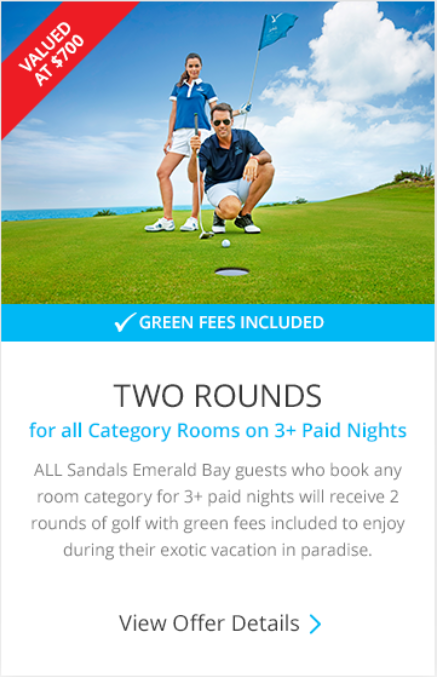 VALUED
AT $700
GREEN FEES INCLUDED
TWO ROUNDS
for all Category Rooms on 3+ Paid Nights
ALL Sandals Emerald Bay guests who book any
room category for 3+ paid nights will receive 2
rounds of golf with green fees included to enjoy
during their exotic vacation in paradise.
View Offer Details